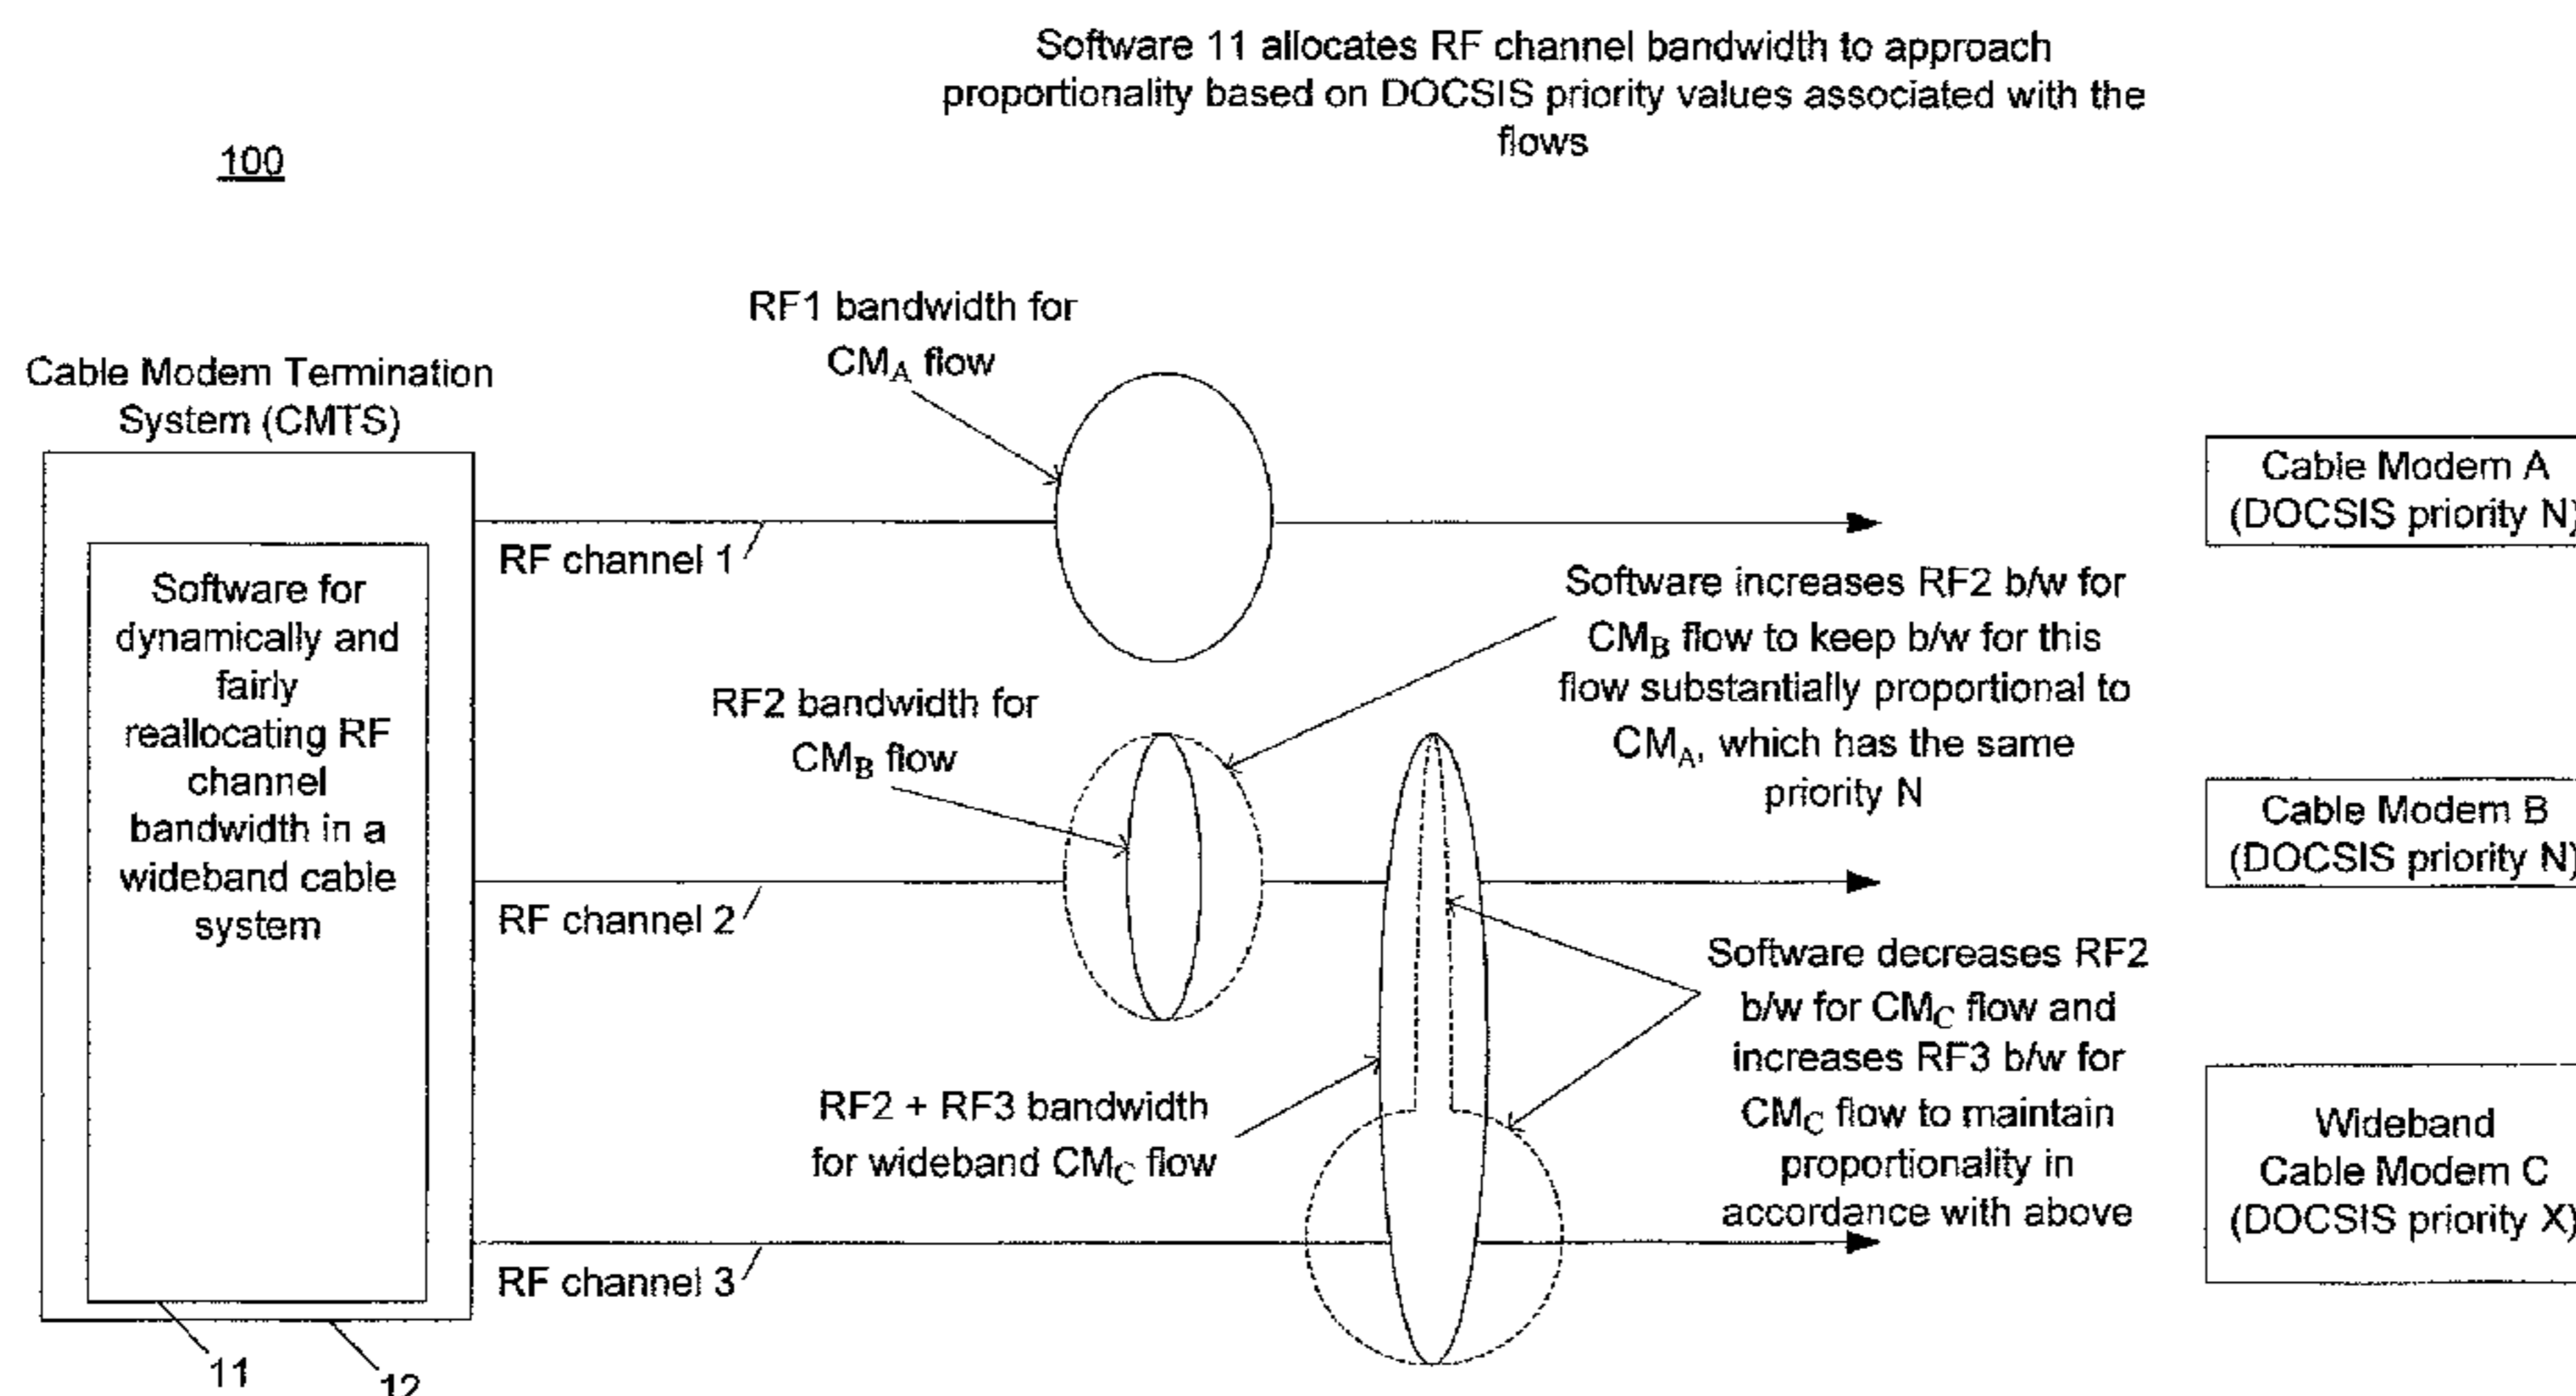 Software 11 allocates RF channel bandwidth to approach
proportionality based on DOCSIS priority values associated with the
flows
100
RF1 bandwidth for
CMA flow
Cable Modem Termination
System (CMTS)
Software for
dynamically and
fairly
reallocating RF
channel
bandwidth in a
wideband cable
system
RF channel 1
Cable Modem A
(DOCSIS priority N)
Software increases RF2 b/w for
CMB flow to keep b/w for this
flow substantially proportional to
CMA, which has the same
priority N
RF2 bandwidth for
CMB flow
RF channel 2
Cable Modem B
(DOCSIS priority N)
Software decreases RF2
b/w for CMC flow and
increases RF3 b/w for
CMC flow to maintain
proportionality in
accordance with above
RF2 + RF3 bandwidth
for wideband CMC flow
Wideband
Cable Modem C
(DOCSIS priority X)
RF channel 3
11
12